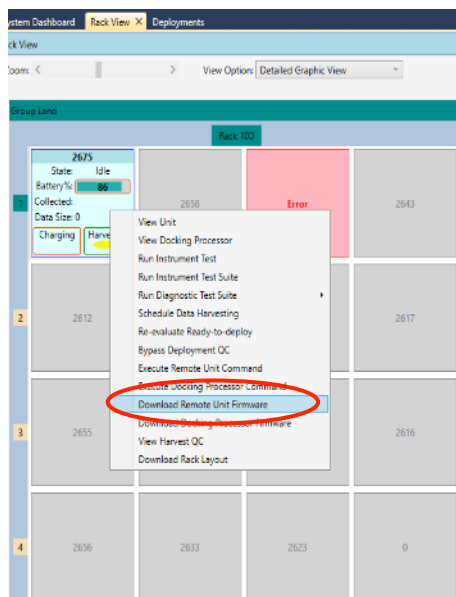 ystem Dashboard Rack View X Deployments
ck View
Zoom: < > View Option: Detailed Graphic View
Group Land
Rack 100
2675
State: Idle
Battery%: 86
Collected:
Data Size: 0
Charging Harve
1 2658 Error 2643
View Unit
View Docking Processor
Run Instrument Test
Run Instrument Test Suite
Run Diagnostic Test Suite
Schedule Data Harvesting
Re-evaluate Ready-to-deploy
Bypass Deployment QC
Execute Remote Unit Command
Execute Docking Processor Command
Download Remote Unit Firmware
Download Docking Processor Firmware
View Harvest QC
Download Rack Layout
2 2612 2617
3 2655 2616
4 2656 2633 2623 0